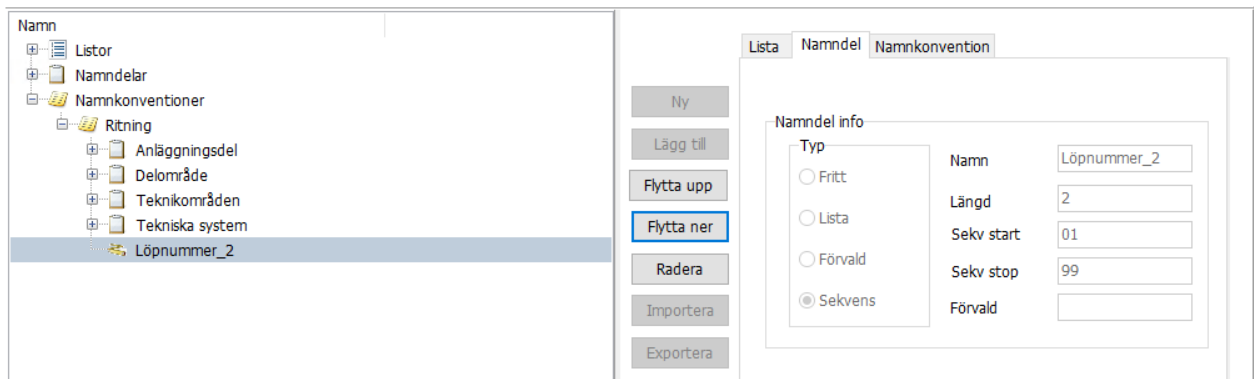 Namn
Listor
Namndelar
Namnkonventioner
Ritning
Anläggningsdel
Delområde
Teknikområden
Tekniska system
Löpnummer_2
Ny
Lägg till
Flytta upp
Flytta ner
Radera
Importera
Exportera
Lista Namndel Namnkonvention
Namndel info
Typ
Fritt
Lista
Förvald
Sekvens
Namn Löpnummer_2
Längd 2
Sekv start 01
Sekv stop 99
Förvald